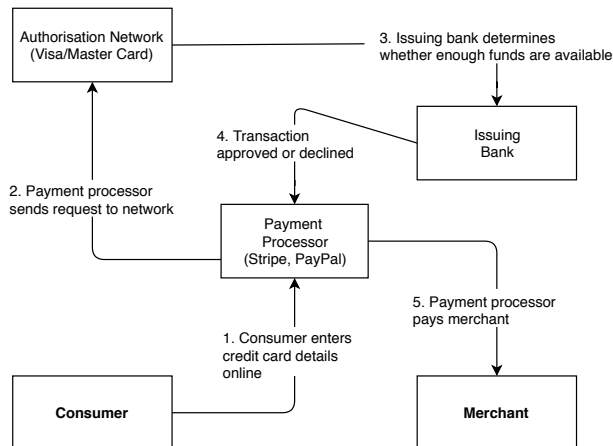 Authorisation Network
(Visa/Master Card)
3. Issuing bank determines
whether enough funds are available
Issuing
Bank
4. Transaction
approved or declined
2. Payment processor
sends request to network
Payment
Processor
(Stripe, PayPal)
5. Payment processor
pays merchant
1. Consumer enters
credit card details
online
Consumer
Merchant